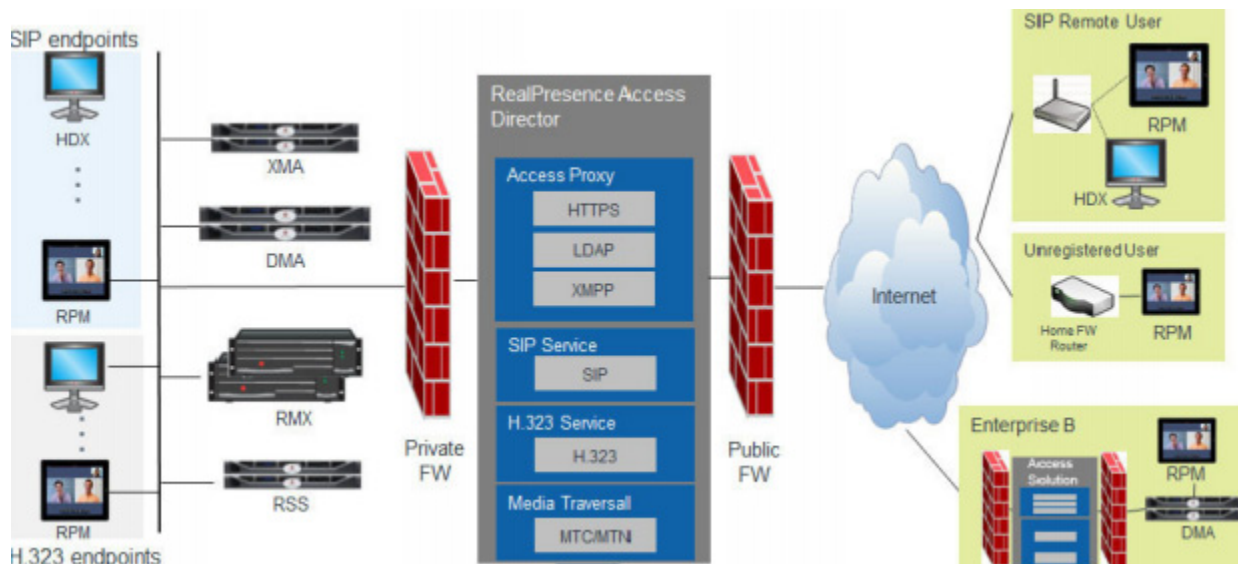 SIP endpoints
HDX
RPM
RPM
H.323 endpoints
XMA
DMA
RMX
RSS
Private
FW
RealPresence Access
Director
Access Proxy
HTTPS
LDAP
XMPP
SIP Service
SIP
H.323 Service
H.323
Media Traversall
MTC/MTN
Public
FW
Internet
SIP Remote User
RPM
HDX
Unregistered User
Home FW
Router
RPM
Enterprise B
Access
Solution
RPM
DMA